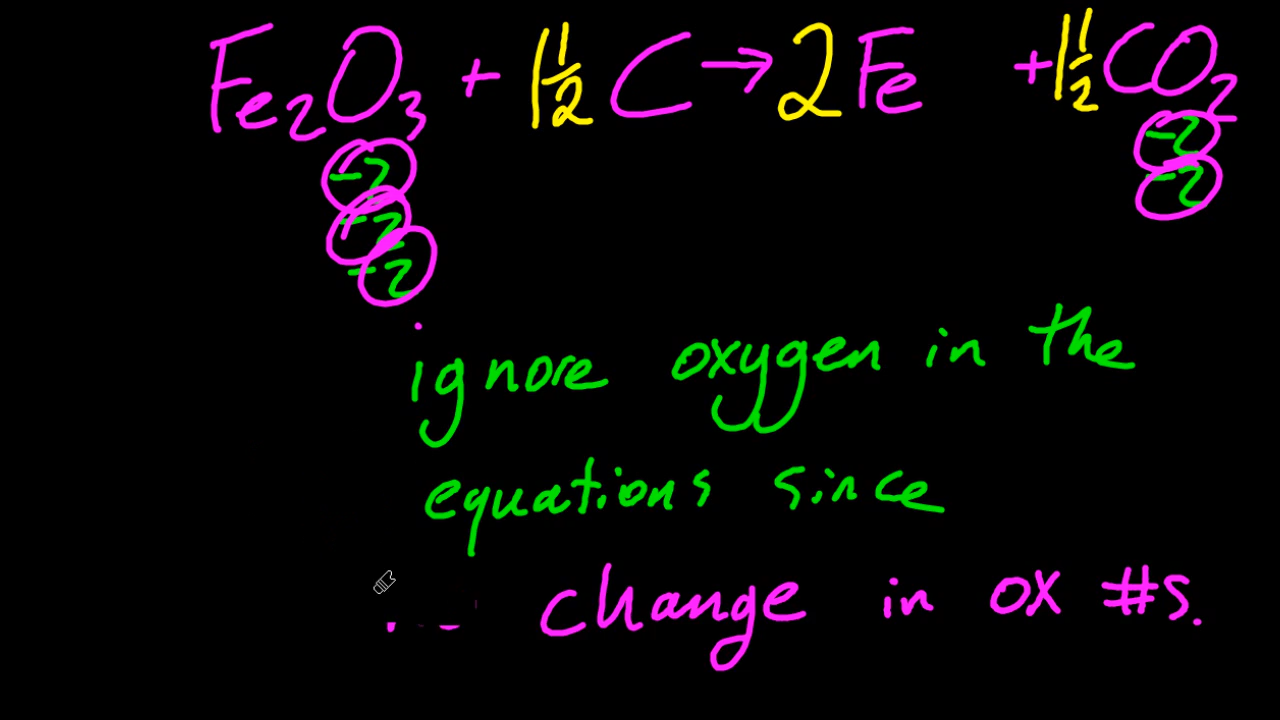 Fe₂O₃ + 1½ C → 2 Fe + 1½ CO₂
-2 -2
-2 -2
-2
ignore oxygen in the
equations since
change in ox #s.